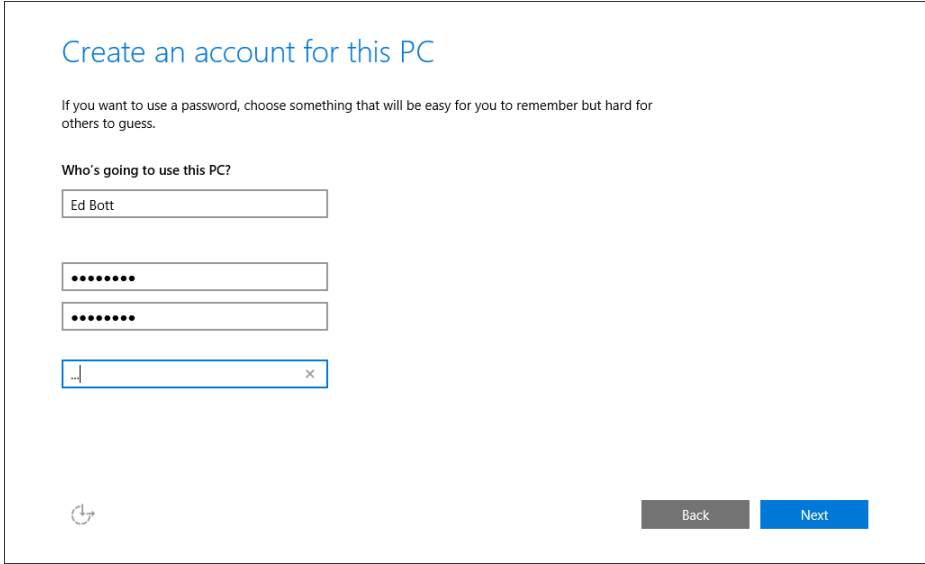 Create an account for this PC
If you want to use a password, choose something that will be easy for you to remember but hard for
others to guess.
Who's going to use this PC?
Ed Bott
●●●●●●●●
●●●●●●●●
...
Back
Next